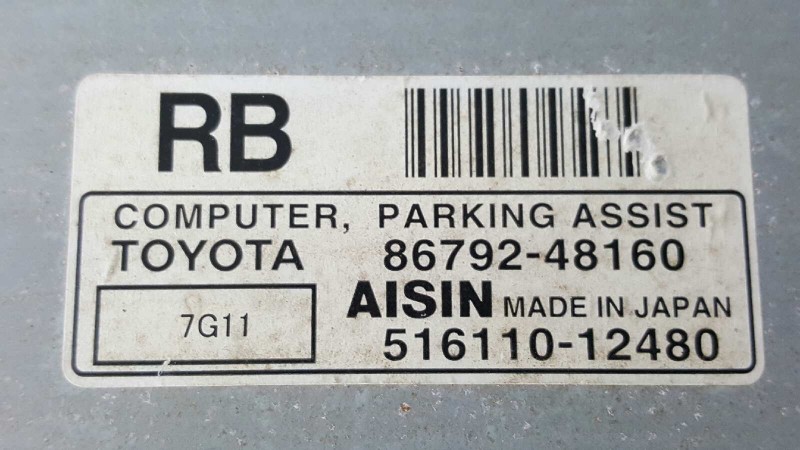 RB
COMPUTER, PARKING ASSIST
TOYOTA 86792-48160
7G11
AISIN MADE IN JAPAN
516110-12480